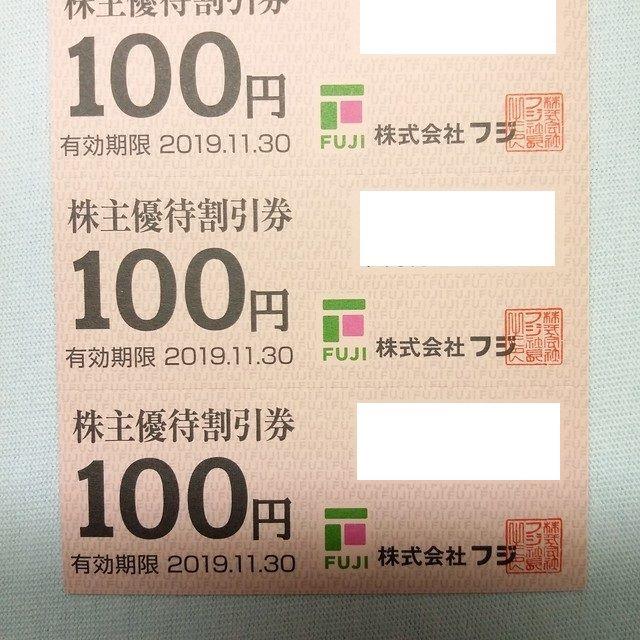 株主優待割引券
100円
有効期限 2019.11.30
FUJI 株式会社 フジ
株主優待割引券
100円
有効期限 2019.11.30
FUJI 株式会社 フジ
株主優待割引券
100円
有効期限 2019.11.30
FUJI 株式会社 フジ